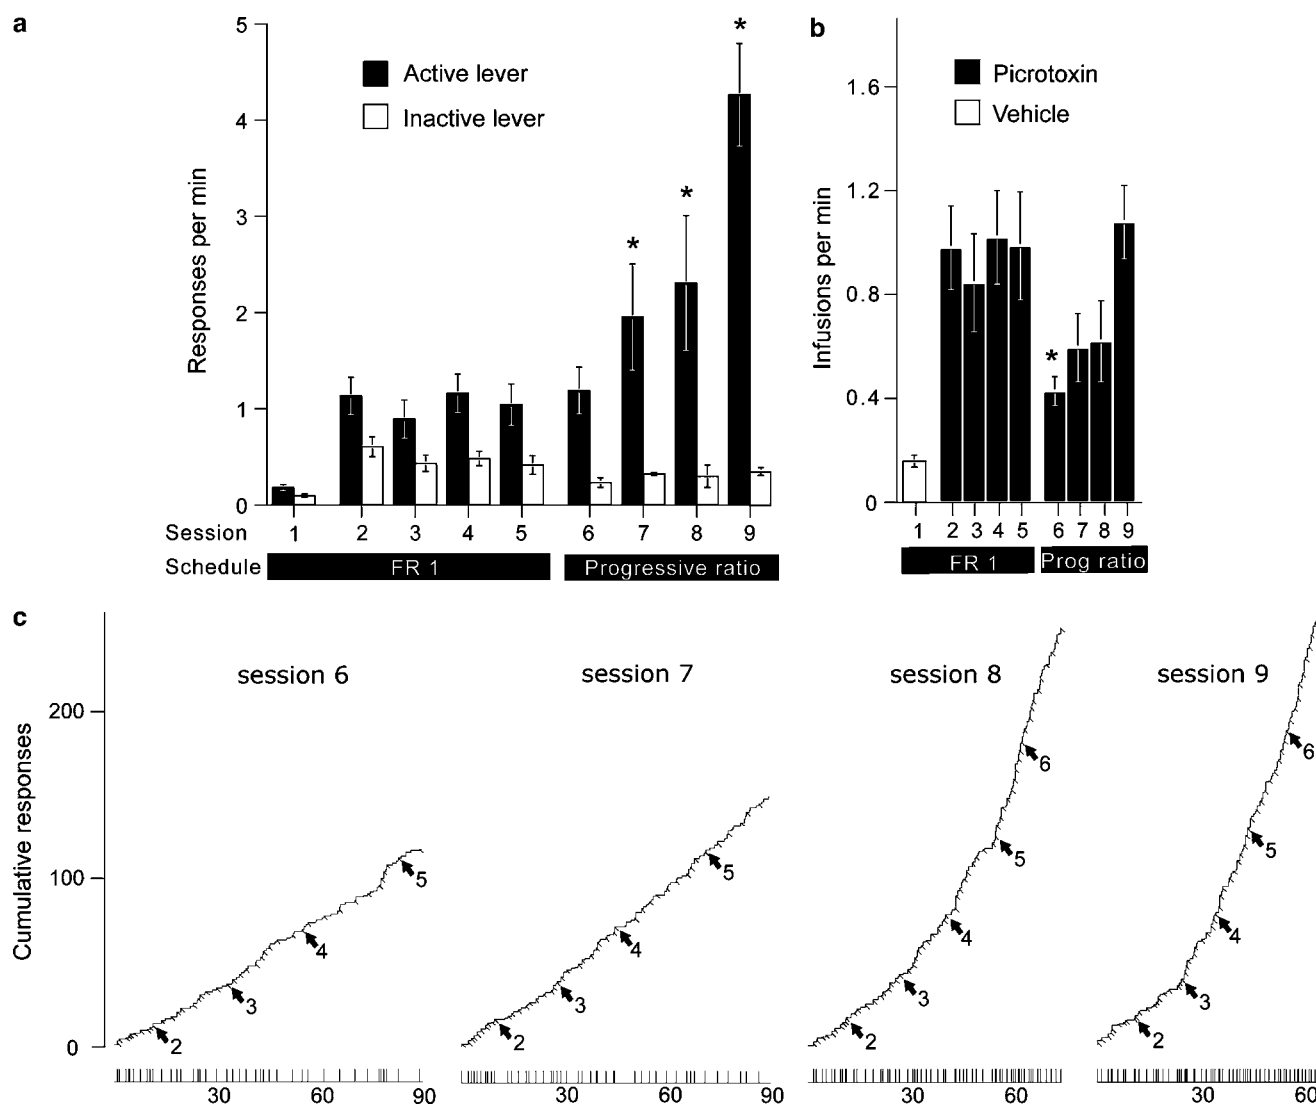 a
5
4
3
2
1
0
Responses per min
Active lever
Inactive lever
*
*
*
Session 1 2 3 4 5 6 7 8 9
Schedule FR 1 Progressive ratio
b
1.6
1.2
0.8
0.4
0
Infusions per min
Picrotoxin
Vehicle
*
1 2 3 4 5 6 7 8 9
FR 1 Prog ratio
c
Cumulative responses
200
100
0
session 6
2
3
4
5
30 60 90
session 7
2
3
4
5
30 60 90
session 8
2
3
4
5
6
30 60
session 9
2
3
4
5
6
30 60